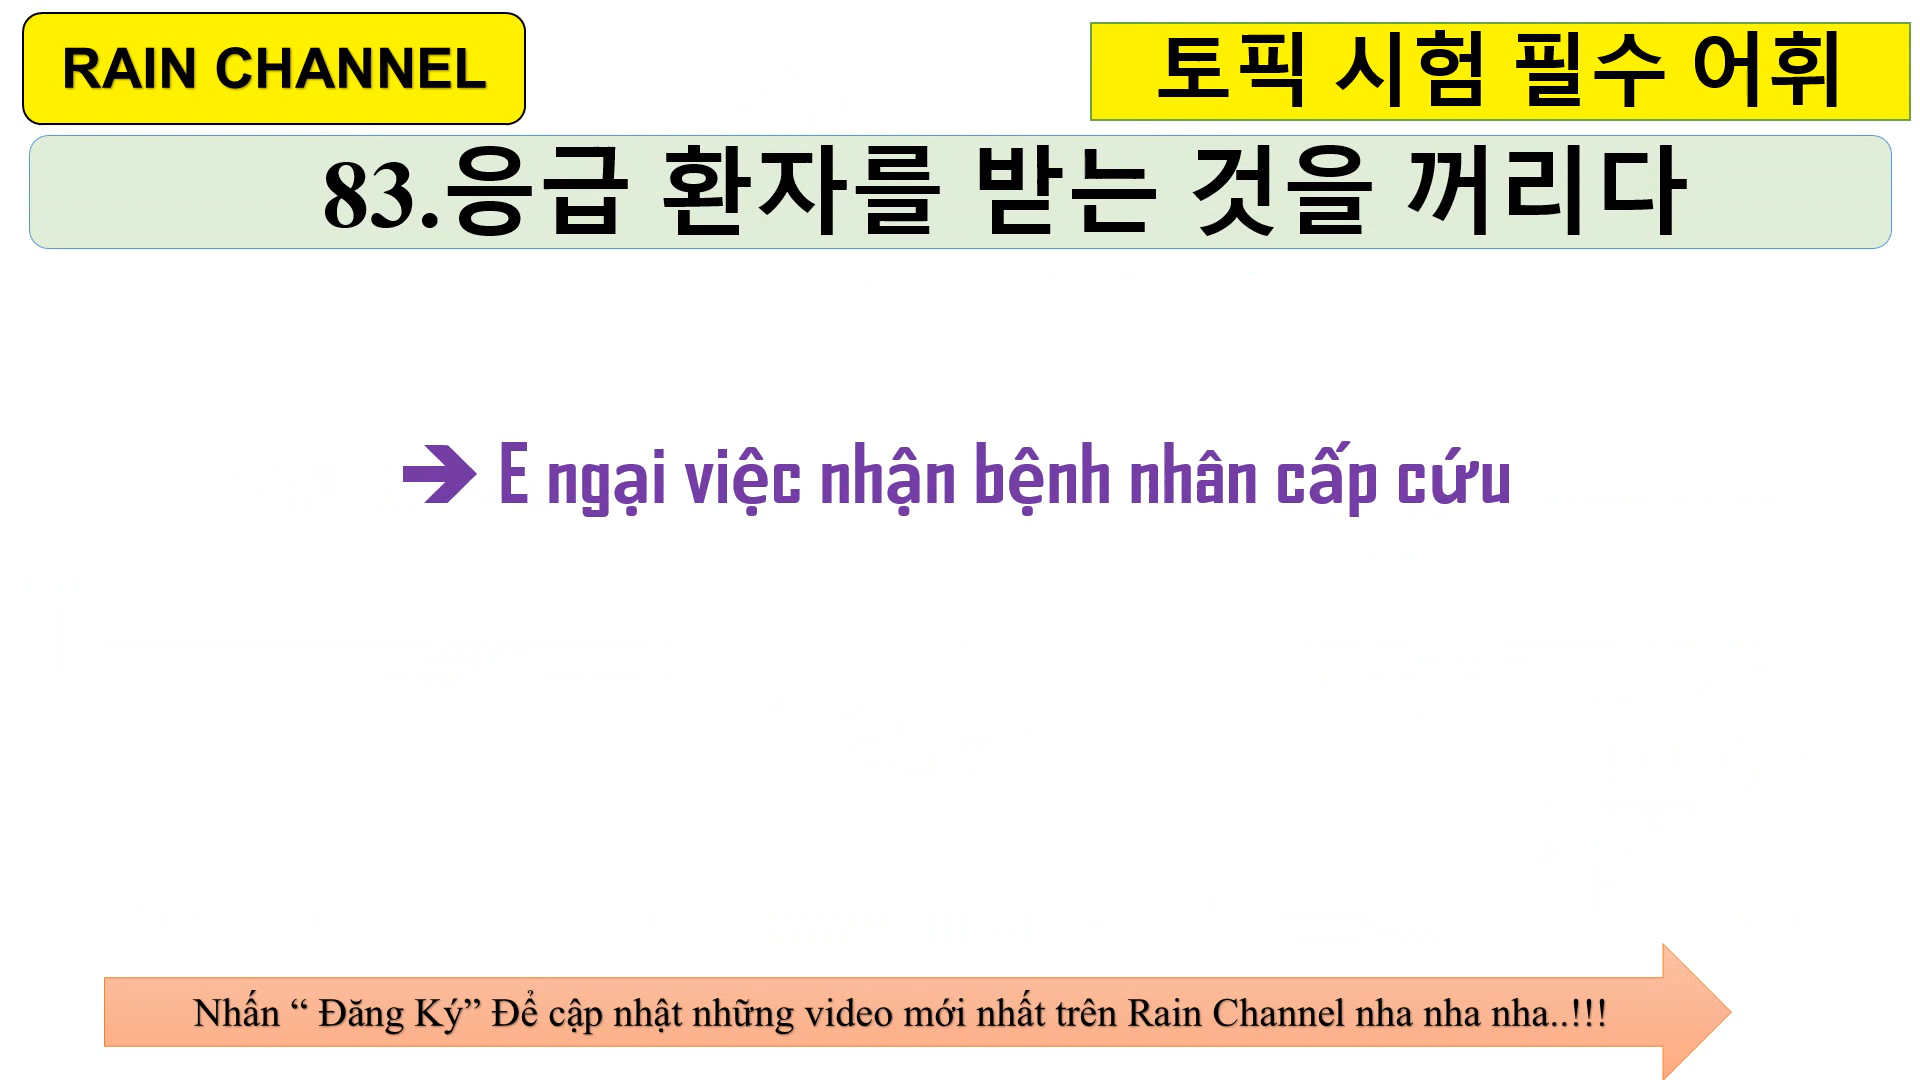 RAIN CHANNEL
토픽 시험 필수 어휘
83.응급 환자를 받는 것을 꺼리다
➔ E ngại việc nhận bệnh nhân cấp cứu
Nhấn “ Đăng Ký” Để cập nhật những video mới nhất trên Rain Channel nha nha nha..!!!